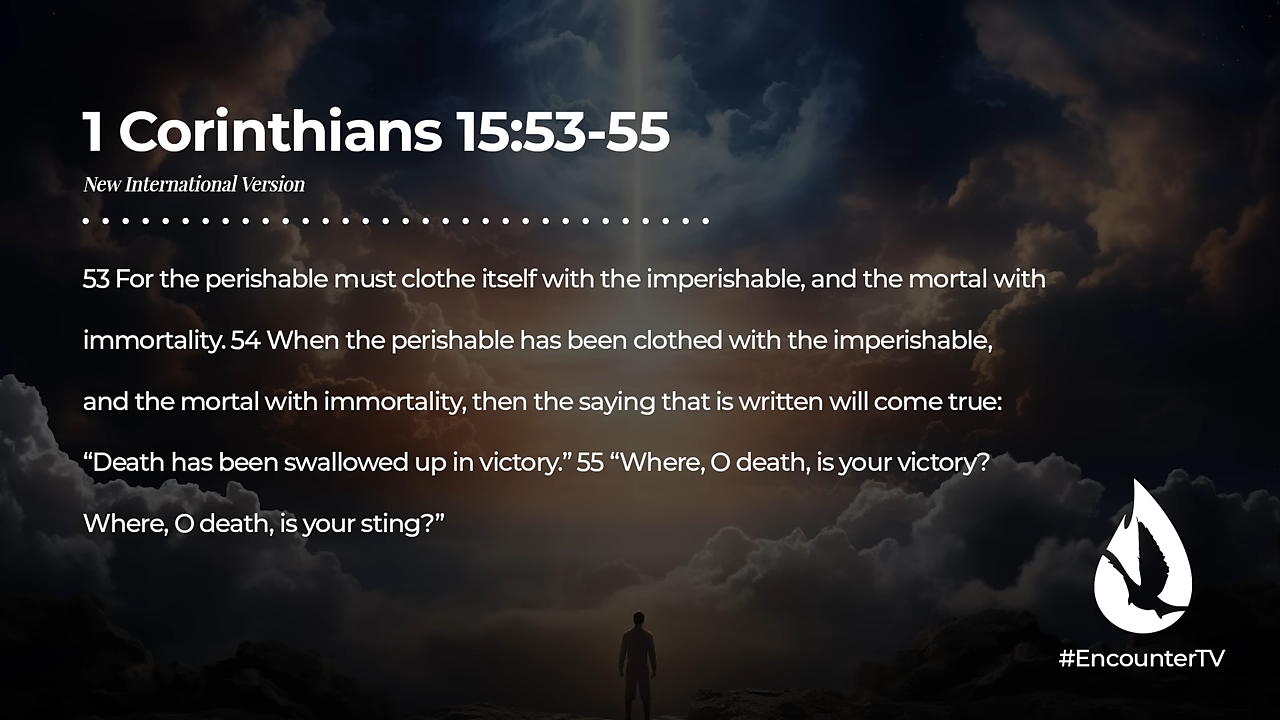 1 Corinthians 15:53-55
New International Version
53 For the perishable must clothe itself with the imperishable, and the mortal with
immortality. 54 When the perishable has been clothed with the imperishable,
and the mortal with immortality, then the saying that is written will come true:
“Death has been swallowed up in victory.” 55 “Where, O death, is your victory?
Where, O death, is your sting?”
#EncounterTV